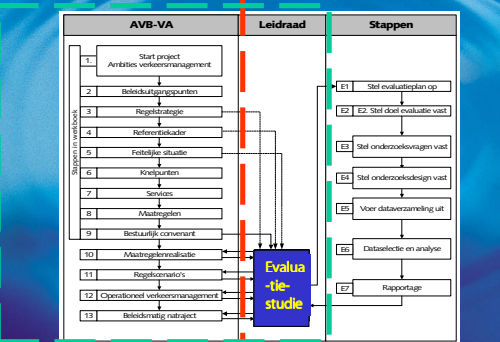 AVB-VA
Leidraad
Stappen
Stappen in werkboek
1. Start project
Ambities verkeersmanagement
2 Beleidsuitgangspunten
3 Regelstrategie
4 Referentiekader
5 Feitelijke situatie
6 Knelpunten
7 Services
8 Maatregelen
9 Bestuurlijk convenant
10 Maatregelenrealisatie
11 Regelscenario's
12 Operationeel verkeersmanagement
13 Beleidsmatig natraject
Evalua
-tie-
studie
E1 Stel evaluatieplan op
E2 E2. Stel doel evaluatie vast
E3 Stel onderzoeksvragen vast
E4 Stel onderzoeksdesign vast
E5 Voer dataverzameling uit
E6 Dataselectie en analyse
E7 Rapportage